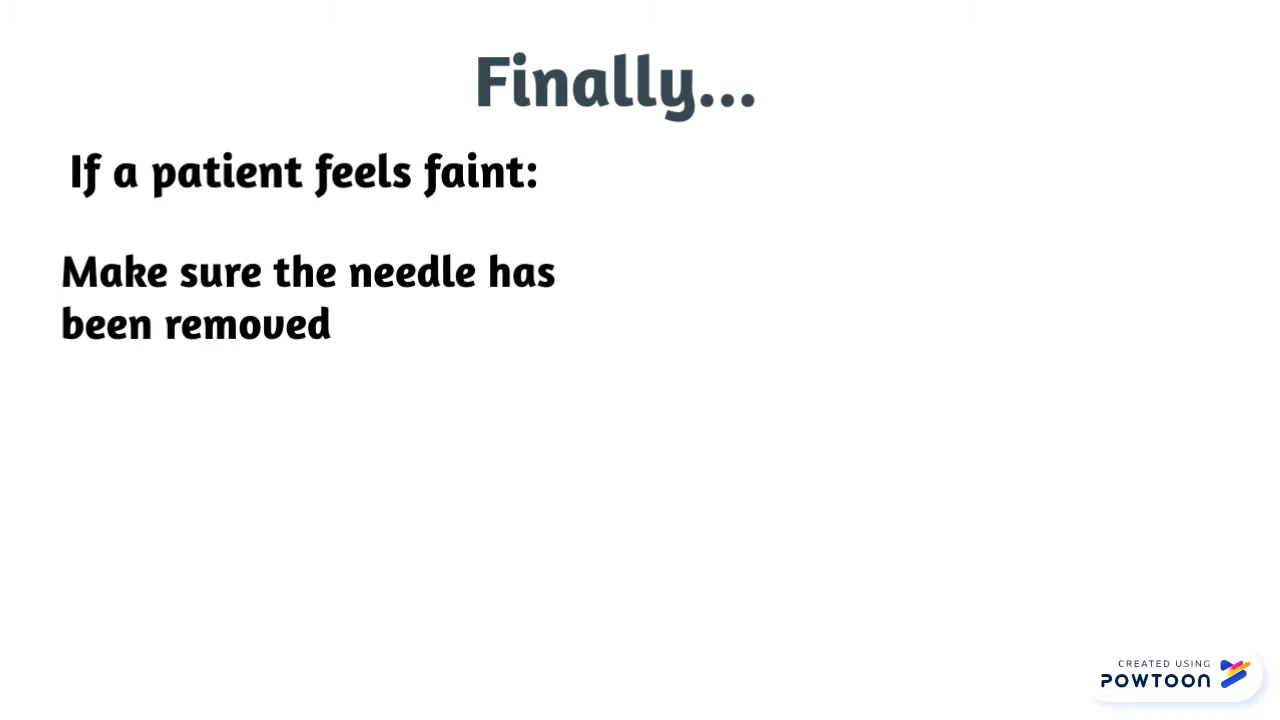 Finally...
If a patient feels faint:
Make sure the needle has
been removed
CREATED USING
POWTOON